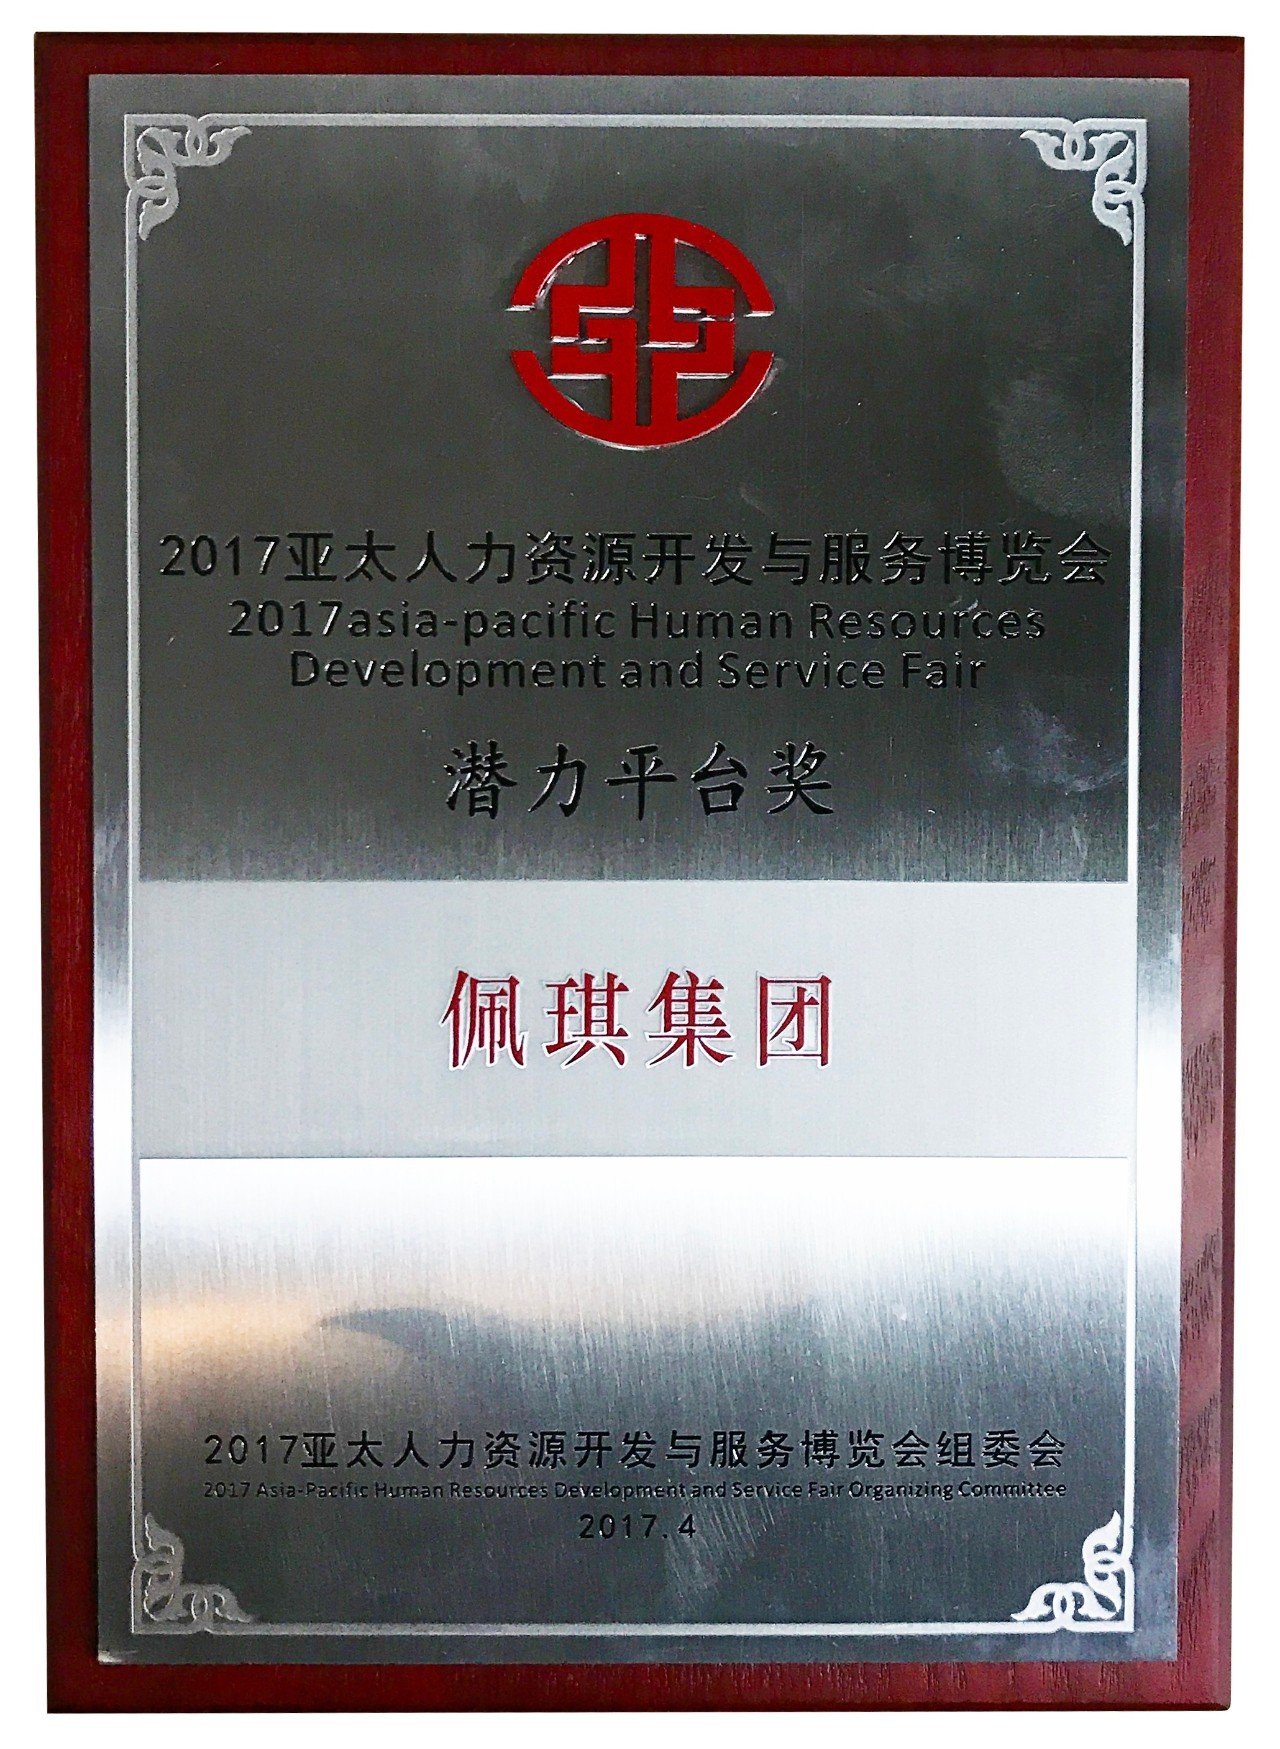 2017亚太人力资源开发与服务博览会
2017asia-pacific Human Resources
Development and Service Fair
潜力平台奖
佩琪集团
2017亚太人力资源开发与服务博览会组委会
2017 Asia-Pacific Human Resources Development and Service Fair Organizing Committee
2017.4